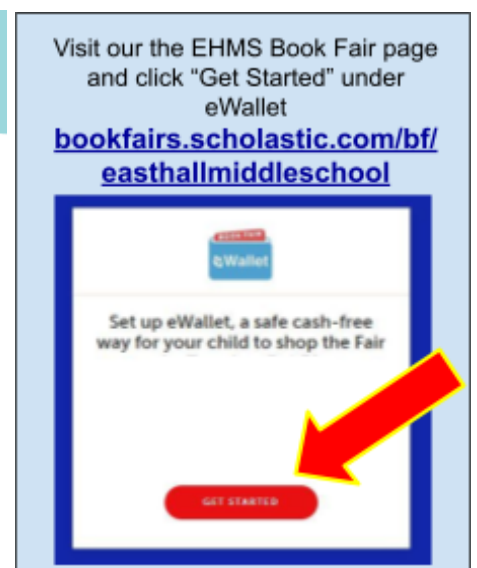 Visit our the EHMS Book Fair page
and click “Get Started” under
eWallet
bookfairs.scholastic.com/bf/
easthallmiddleschool
BOOK FAIR
eWallet
Set up eWallet, a safe cash-free
way for your child to shop the Fair
GET STARTED